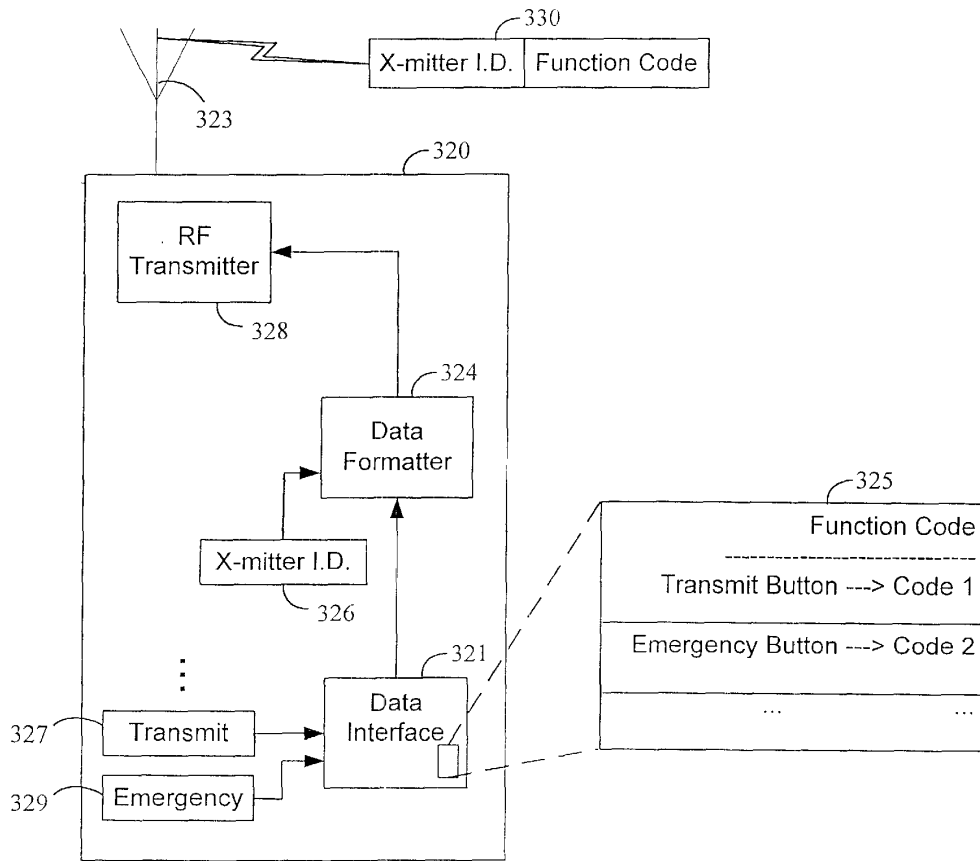 330
X-mitter I.D. Function Code
323
320
RF
Transmitter
328
324
Data
Formatter
325
Function Code
X-mitter I.D.
326
Transmit Button ---> Code 1
321
Emergency Button ---> Code 2
Data
Interface
... ...
327 Transmit
329 Emergency